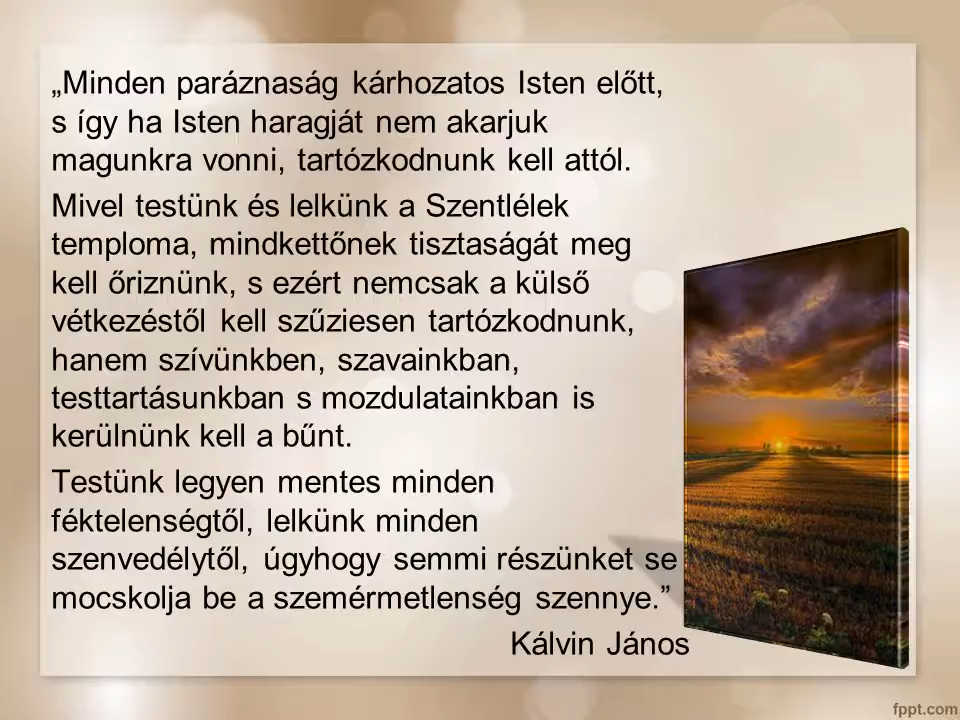 „Minden paráznaság kárhozatos Isten előtt,
s így ha Isten haragját nem akarjuk
magunkra vonni, tartózkodnunk kell attól.
Mivel testünk és lelkünk a Szentlélek
temploma, mindkettőnek tisztaságát meg
kell őriznünk, s ezért nemcsak a külső
vétkezéstől kell szűziesen tartózkodnunk,
hanem szívünkben, szavainkban,
testtartásunkban s mozdulatainkban is
kerülnünk kell a bűnt.
Testünk legyen mentes minden
féktelenségtől, lelkünk minden
szenvedélytől, úgyhogy semmi részünket se
mocskolja be a szemérmetlenség szennye.”
Kálvin János
fppt.com